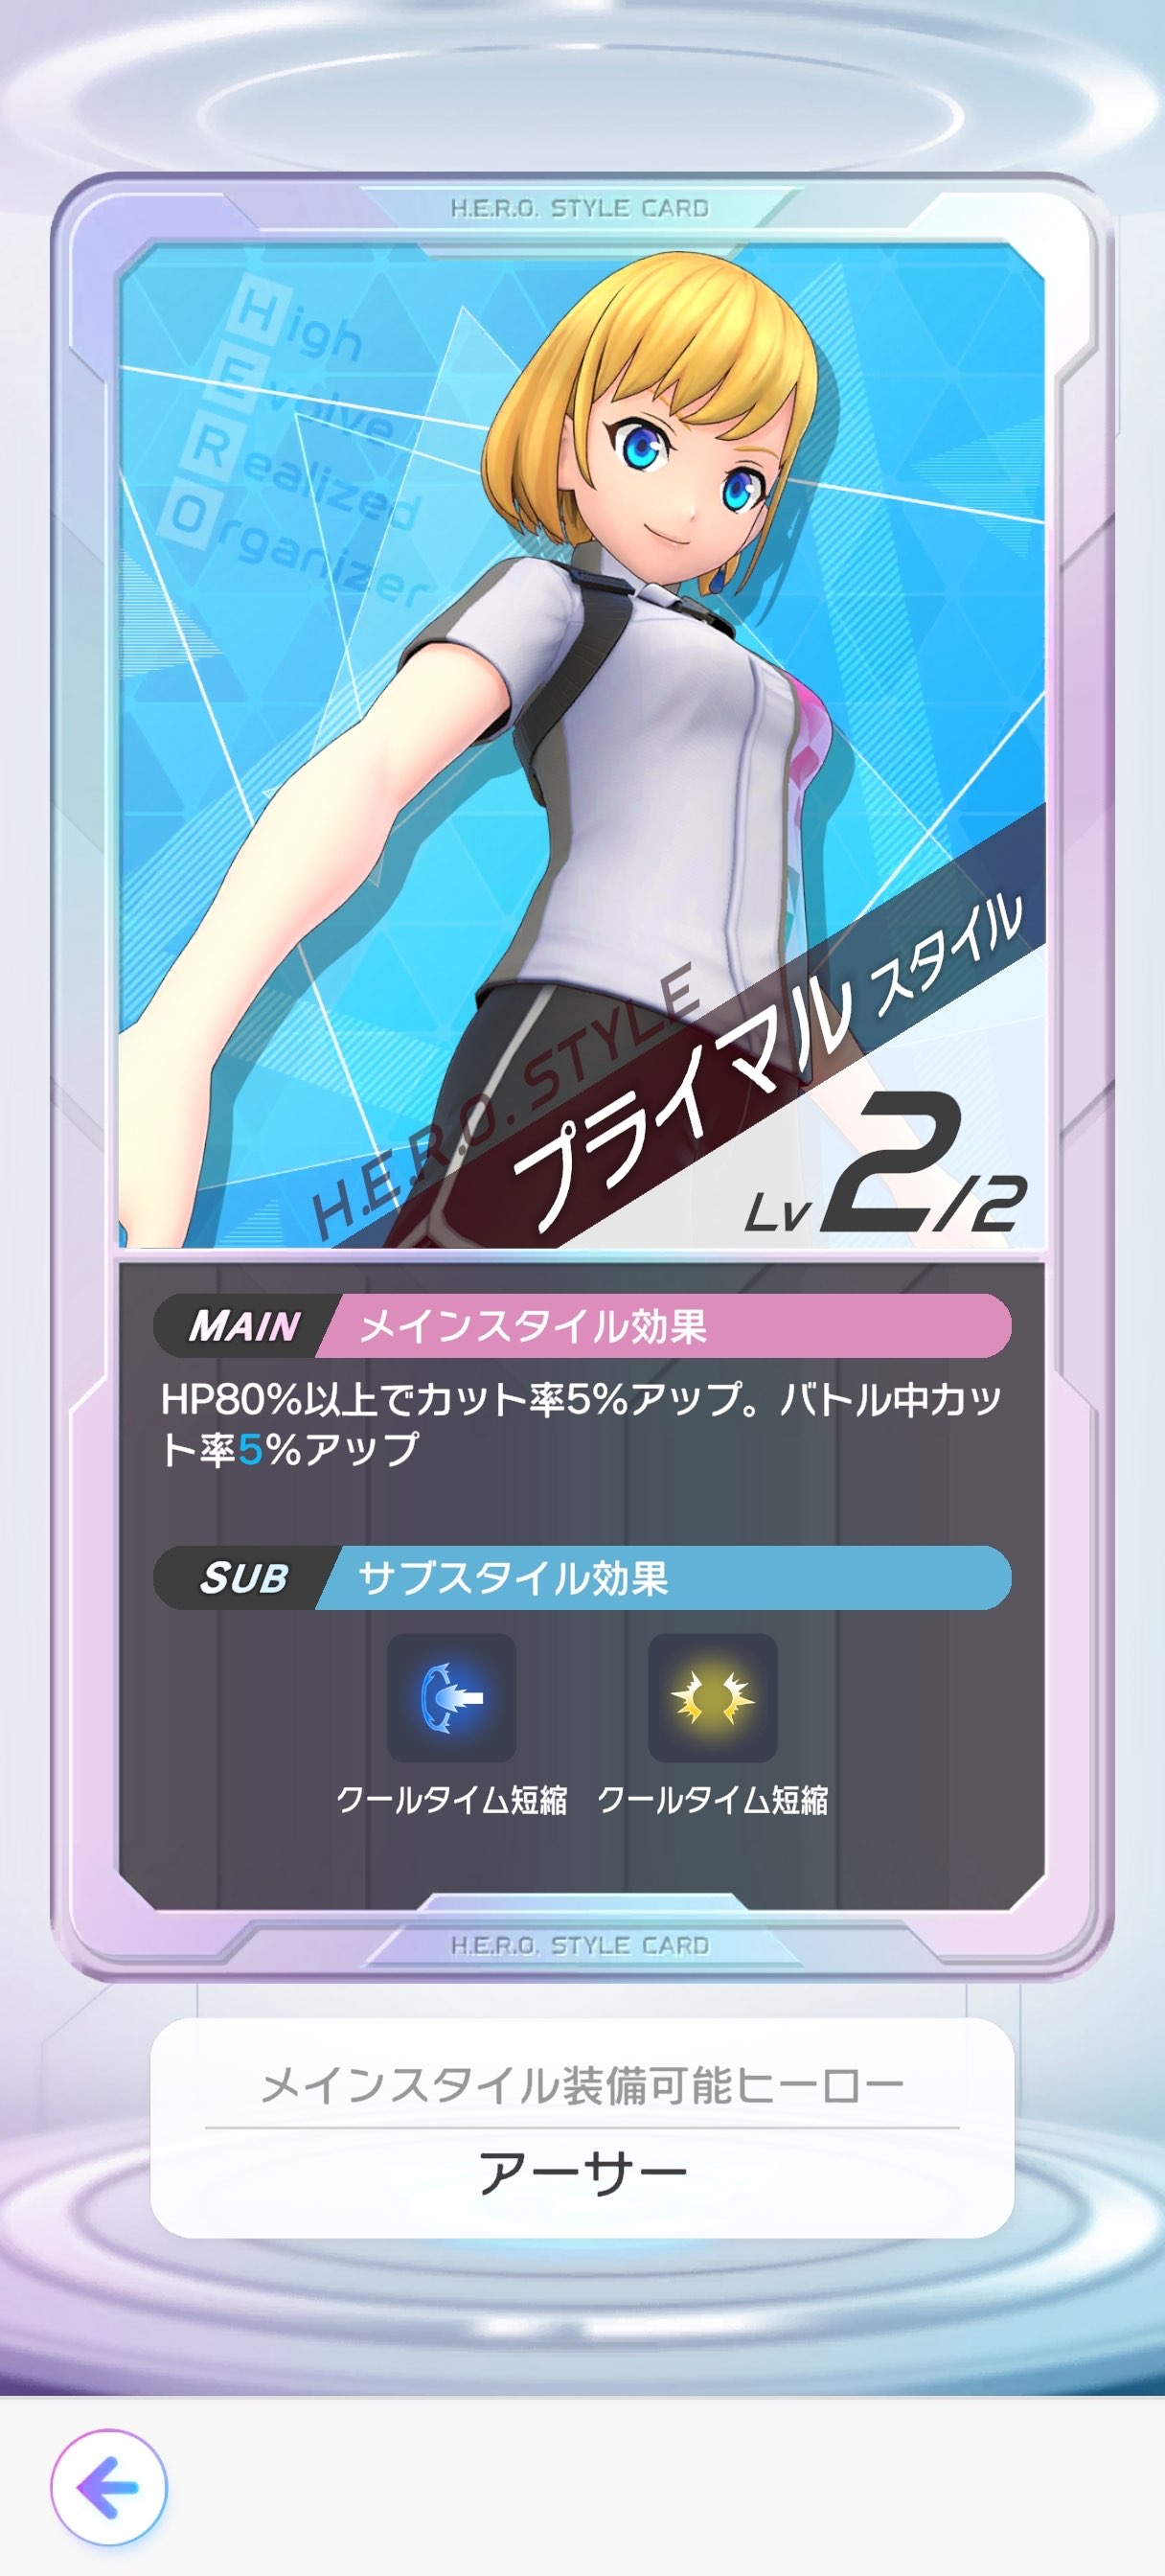 H.E.R.O. STYLE CARD
High
Evolve
Realized
Organizer
H.E.R.O. STYLE
プライマル スタイル
Lv 2/2
MAIN メインスタイル効果
HP80%以上でカット率5%アップ。バトル中カッ
ト率5%アップ
SUB サブスタイル効果
クールタイム短縮 クールタイム短縮
H.E.R.O. STYLE CARD
メインスタイル装備可能ヒーロー
アーサー